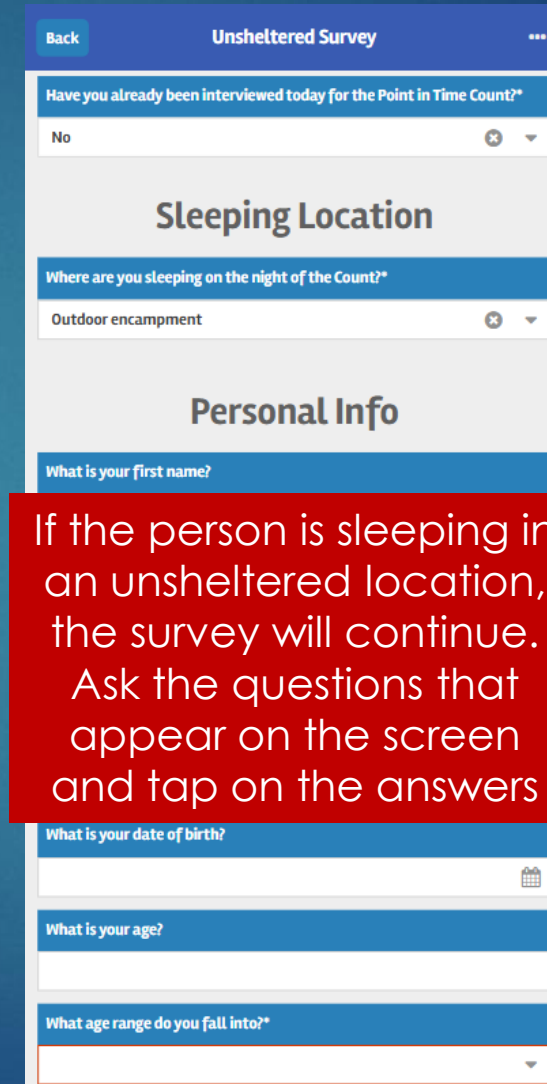 Back
Unsheltered Survey
Have you already been interviewed today for the Point in Time Count?*
No
Sleeping Location
Where are you sleeping on the night of the Count?*
Outdoor encampment
Personal Info
What is your first name?
If the person is sleeping in
an unsheltered location,
the survey will continue.
Ask the questions that
appear on the screen
and tap on the answers
What is your date of birth?
What is your age?
What age range do you fall into?*